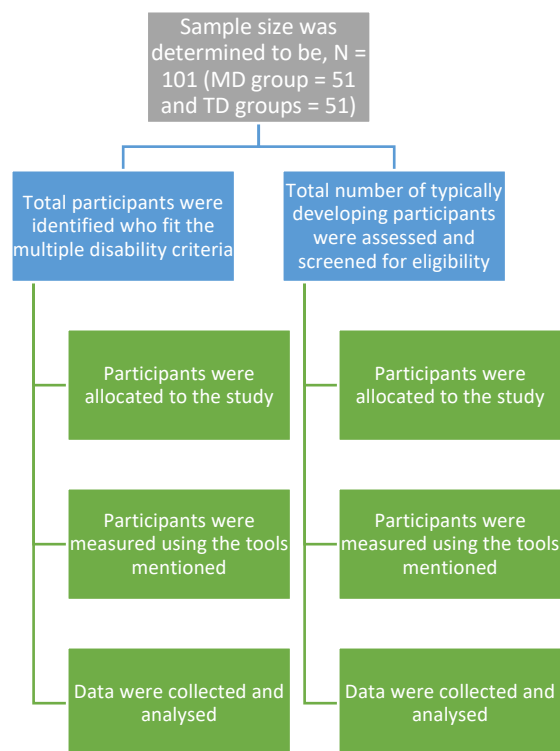 Sample size was
determined to be, N =
101 (MD group = 51
and TD groups = 51)
Total participants were
identified who fit the
multiple disability criteria
Total number of typically
developing participants
were assessed and
screened for eligibility
Participants were
allocated to the study
Participants were
allocated to the study
Participants were
measured using the tools
mentioned
Participants were
measured using the tools
mentioned
Data were collected and
analysed
Data were collected and
analysed